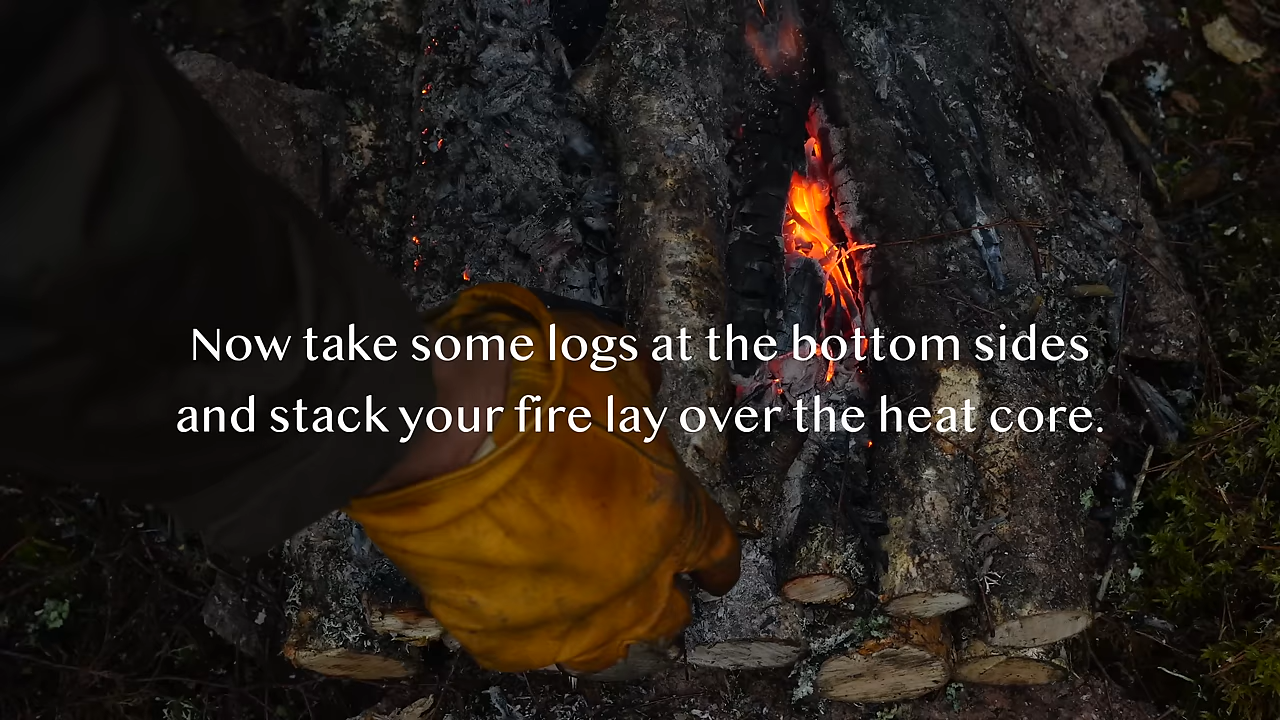 Now take some logs at the bottom sides
and stack your fire lay over the heat core.